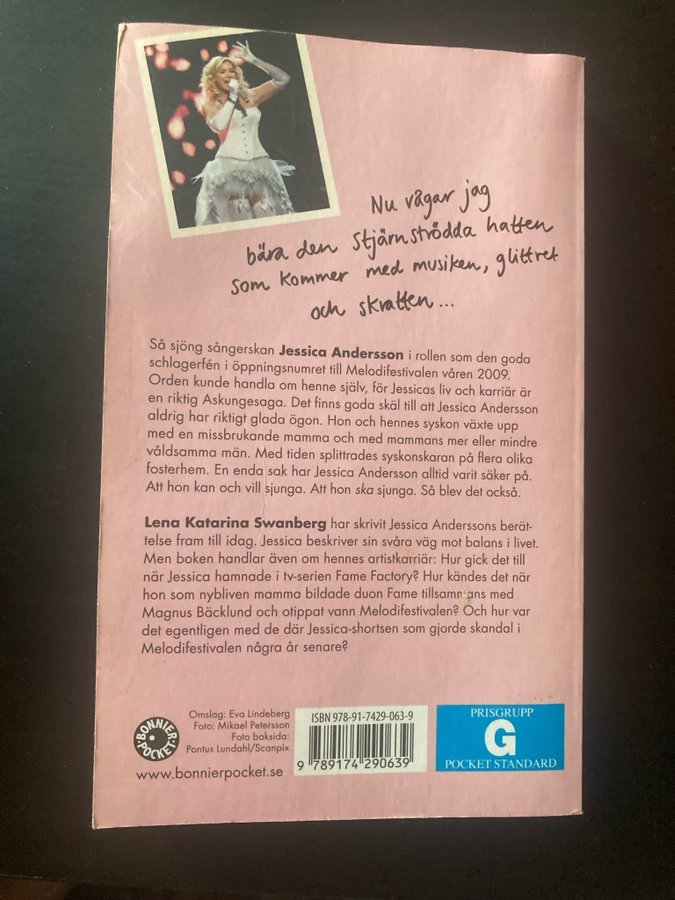 Nu vågar jag
bära den stjärnströdda hatten
som kommer med musiken, glittret
och skratten...
Så sjöng sångerskan Jessica Andersson i rollen som den goda
schlagerfén i öppningsnumret till Melodifestivalen våren 2009.
Orden kunde handla om henne själv, för Jessicas liv och karriär är
en riktig Askungesaga. Det finns goda skäl till att Jessica Andersson
aldrig har riktigt glada ögon. Hon och hennes syskon växte upp
med en missbrukande mamma och med mammans mer eller mindre
våldsamma män. Med tiden splittrades syskonskaran på flera olika
fosterhem. En enda sak har Jessica Andersson alltid varit säker på.
Att hon kan och vill sjunga. Att hon ska sjunga. Så blev det också.
Lena Katarina Swanberg har skrivit Jessica Anderssons berät-
telse fram till idag. Jessica beskriver sin svåra väg mot balans i livet.
Men boken handlar även om hennes artistkarriär: Hur gick det till
när Jessica hamnade i tv-serien Fame Factory? Hur kändes det när
hon som nybliven mamma bildade duon Fame tillsammans med
Magnus Bäcklund och otippat vann Melodifestivalen? Och hur var
det egentligen med de där Jessica-shortsen som gjorde skandal i
Melodifestivalen några år senare?
BONNIER
POCKET
Omslag: Eva Lindeberg
Foto: Mikael Petersson
Foto baksida:
Pontus Lundahl/Scanpix
www.bonnierpocket.se
ISBN 978-91-7429-063-9
9 789174 290639
PRISGRUPP
G
POCKET STANDARD